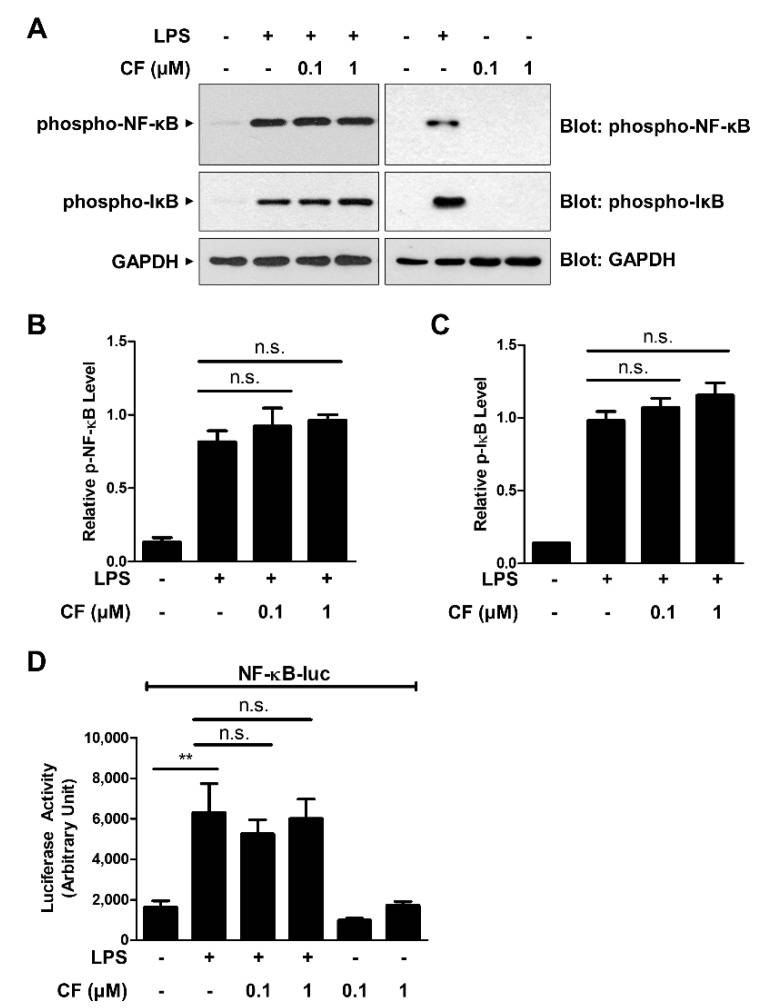 A
LPS - + + + - + - -
CF (μM) - - 0.1 1 - - 0.1 1
phospho-NF-κB Blot: phospho-NF-κB
phospho-IκB Blot: phospho-IκB
GAPDH Blot: GAPDH
B
1.5
1.0
0.5
0.0
Relative p-NF-κB Level
n.s.
n.s.
LPS - + + +
CF (μM) - - 0.1 1
C
1.5
1.0
0.5
0.0
Relative p-IκB Level
n.s.
n.s.
LPS - + + +
CF (μM) - - 0.1 1
D
NF-κB-luc
n.s.
n.s.
**
10,000
8,000
6,000
4,000
2,000
0
Luciferase Activity
(Arbitrary Unit)
LPS - + + + - -
CF (μM) - - 0.1 1 0.1 1